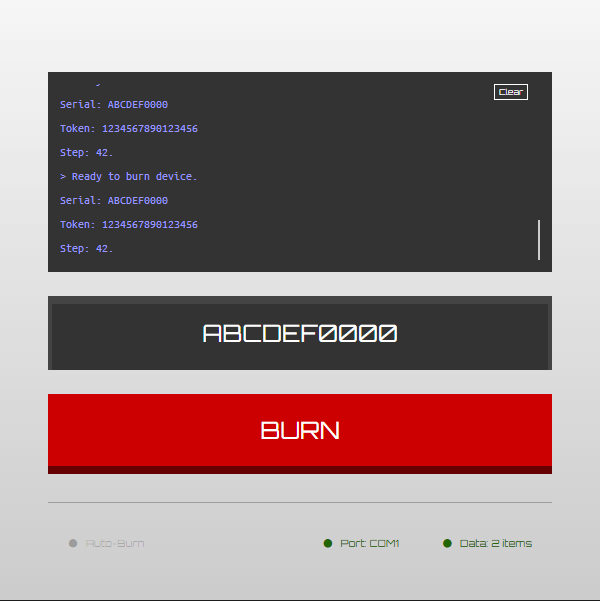 Clear
Serial: ABCDEF0000
Token: 1234567890123456
Step: 42.
> Ready to burn device.
Serial: ABCDEF0000
Token: 1234567890123456
Step: 42.
ABCDEF0000
BURN
Auto-Burn
Port: COM1
Data: 2 items